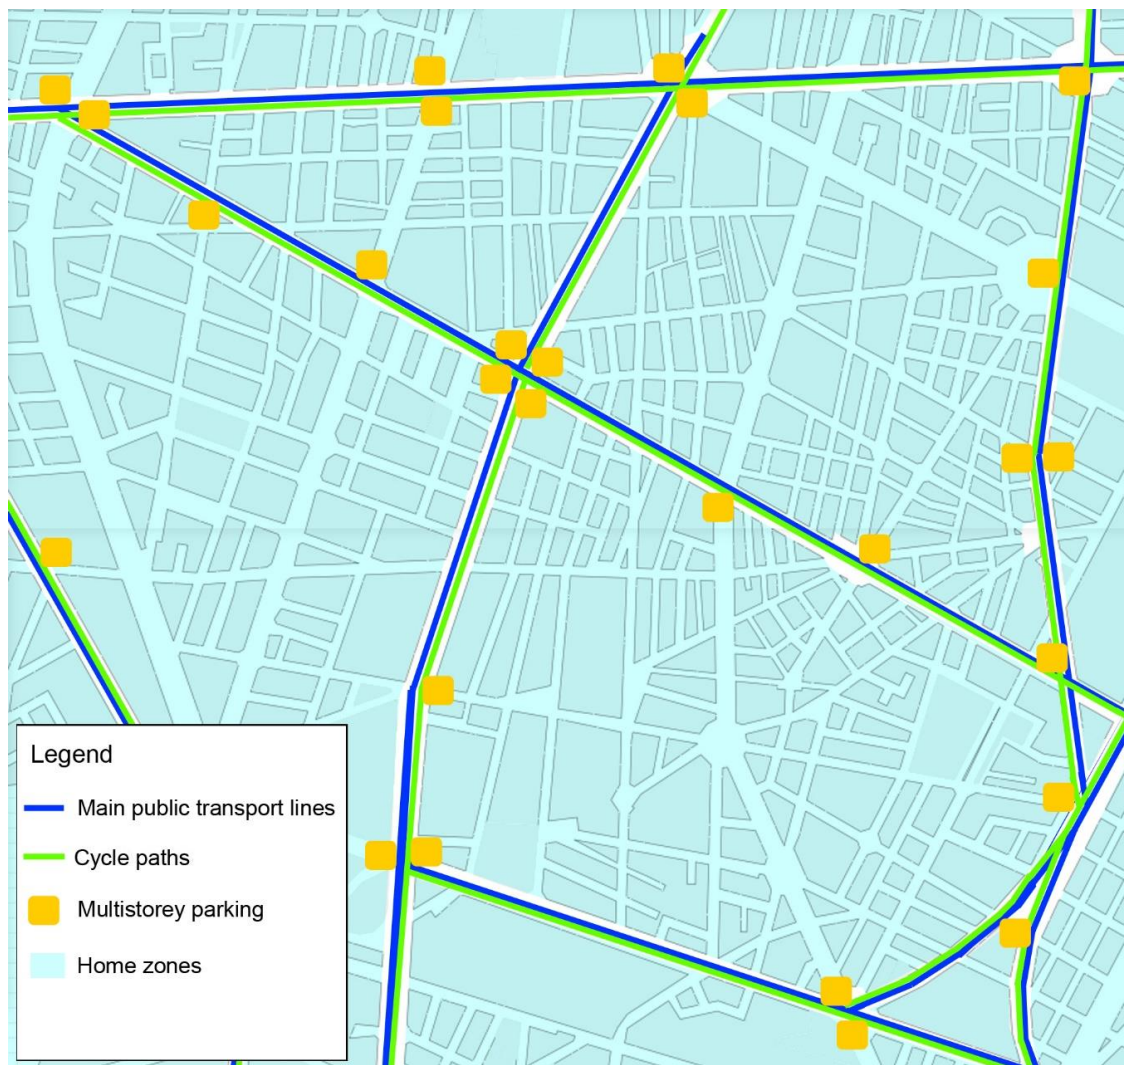 Legend
Main public transport lines
Cycle paths
Multistorey parking
Home zones